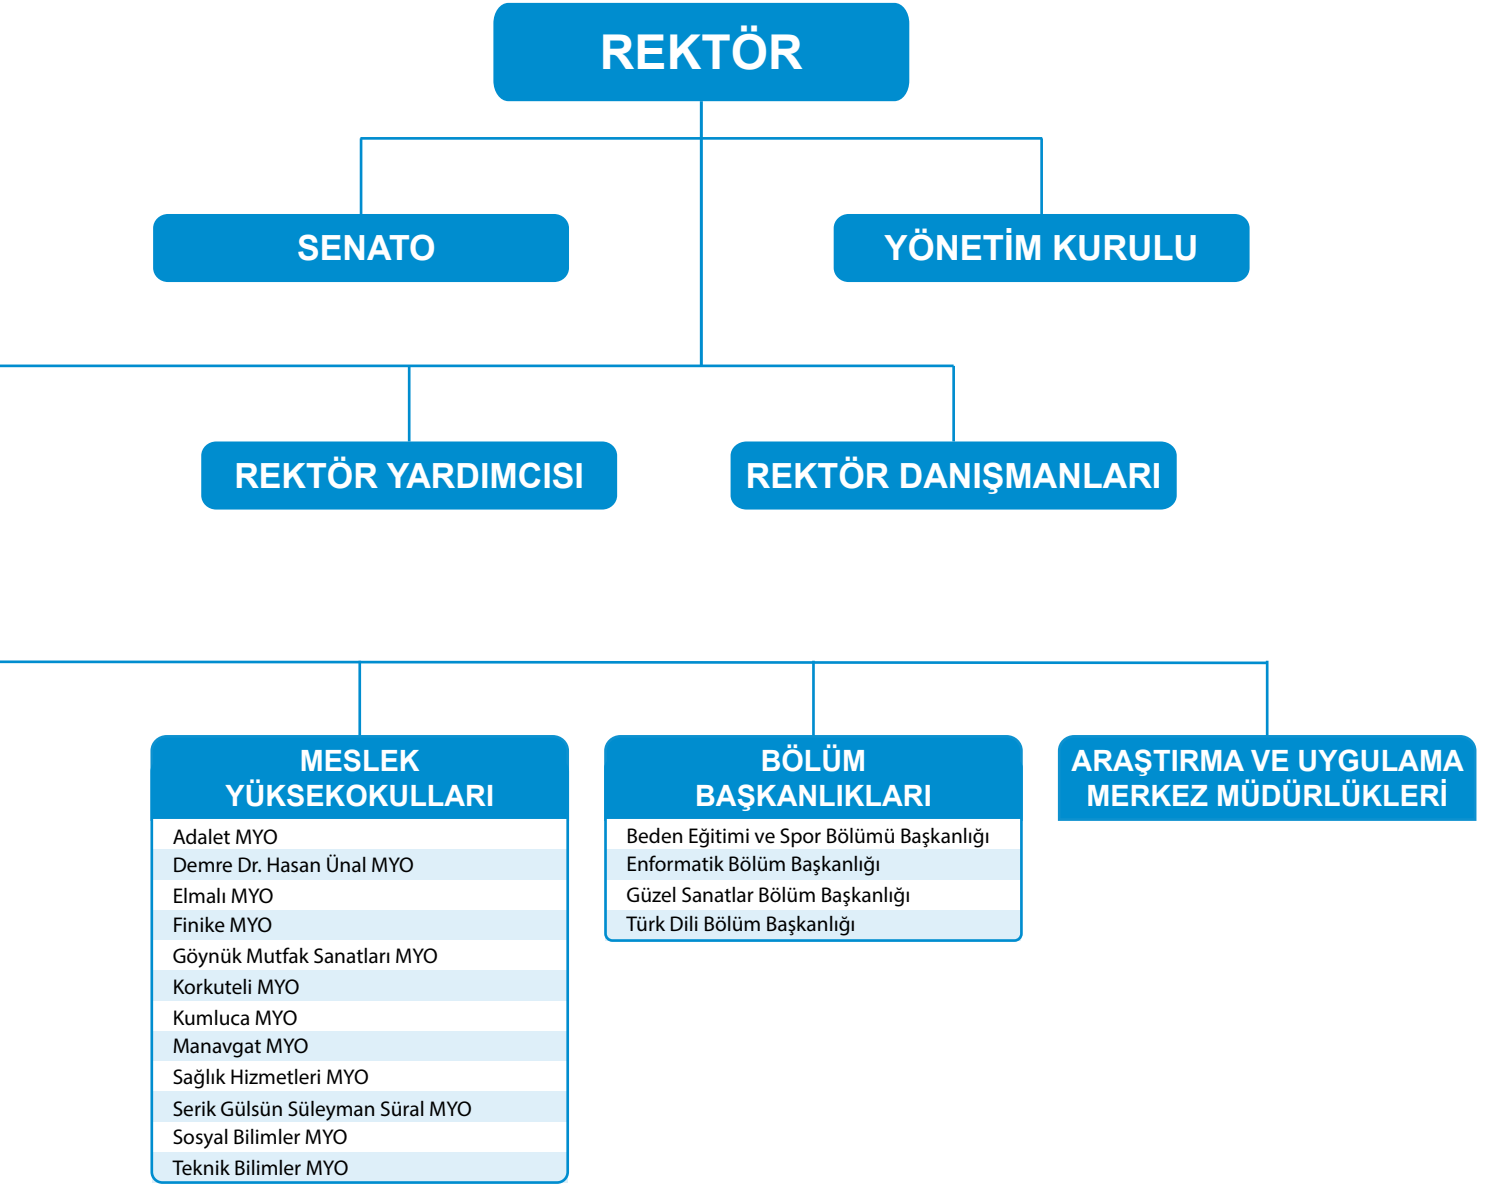 REKTÖR
SENATO
YÖNETİM KURULU
REKTÖR YARDIMCISI
REKTÖR DANIŞMANLARI
MESLEK
YÜKSEKOKULLARI
Adalet MYO
Demre Dr. Hasan Ünal MYO
Elmalı MYO
Finike MYO
Göynük Mutfak Sanatları MYO
Korkuteli MYO
Kumluca MYO
Manavgat MYO
Sağlık Hizmetleri MYO
Serik Gülsün Süleyman Süral MYO
Sosyal Bilimler MYO
Teknik Bilimler MYO
BÖLÜM
BAŞKANLIKLARI
Beden Eğitimi ve Spor Bölümü Başkanlığı
Enformatik Bölüm Başkanlığı
Güzel Sanatlar Bölüm Başkanlığı
Türk Dili Bölüm Başkanlığı
ARAŞTIRMA VE UYGULAMA
MERKEZ MÜDÜRLÜKLERİ